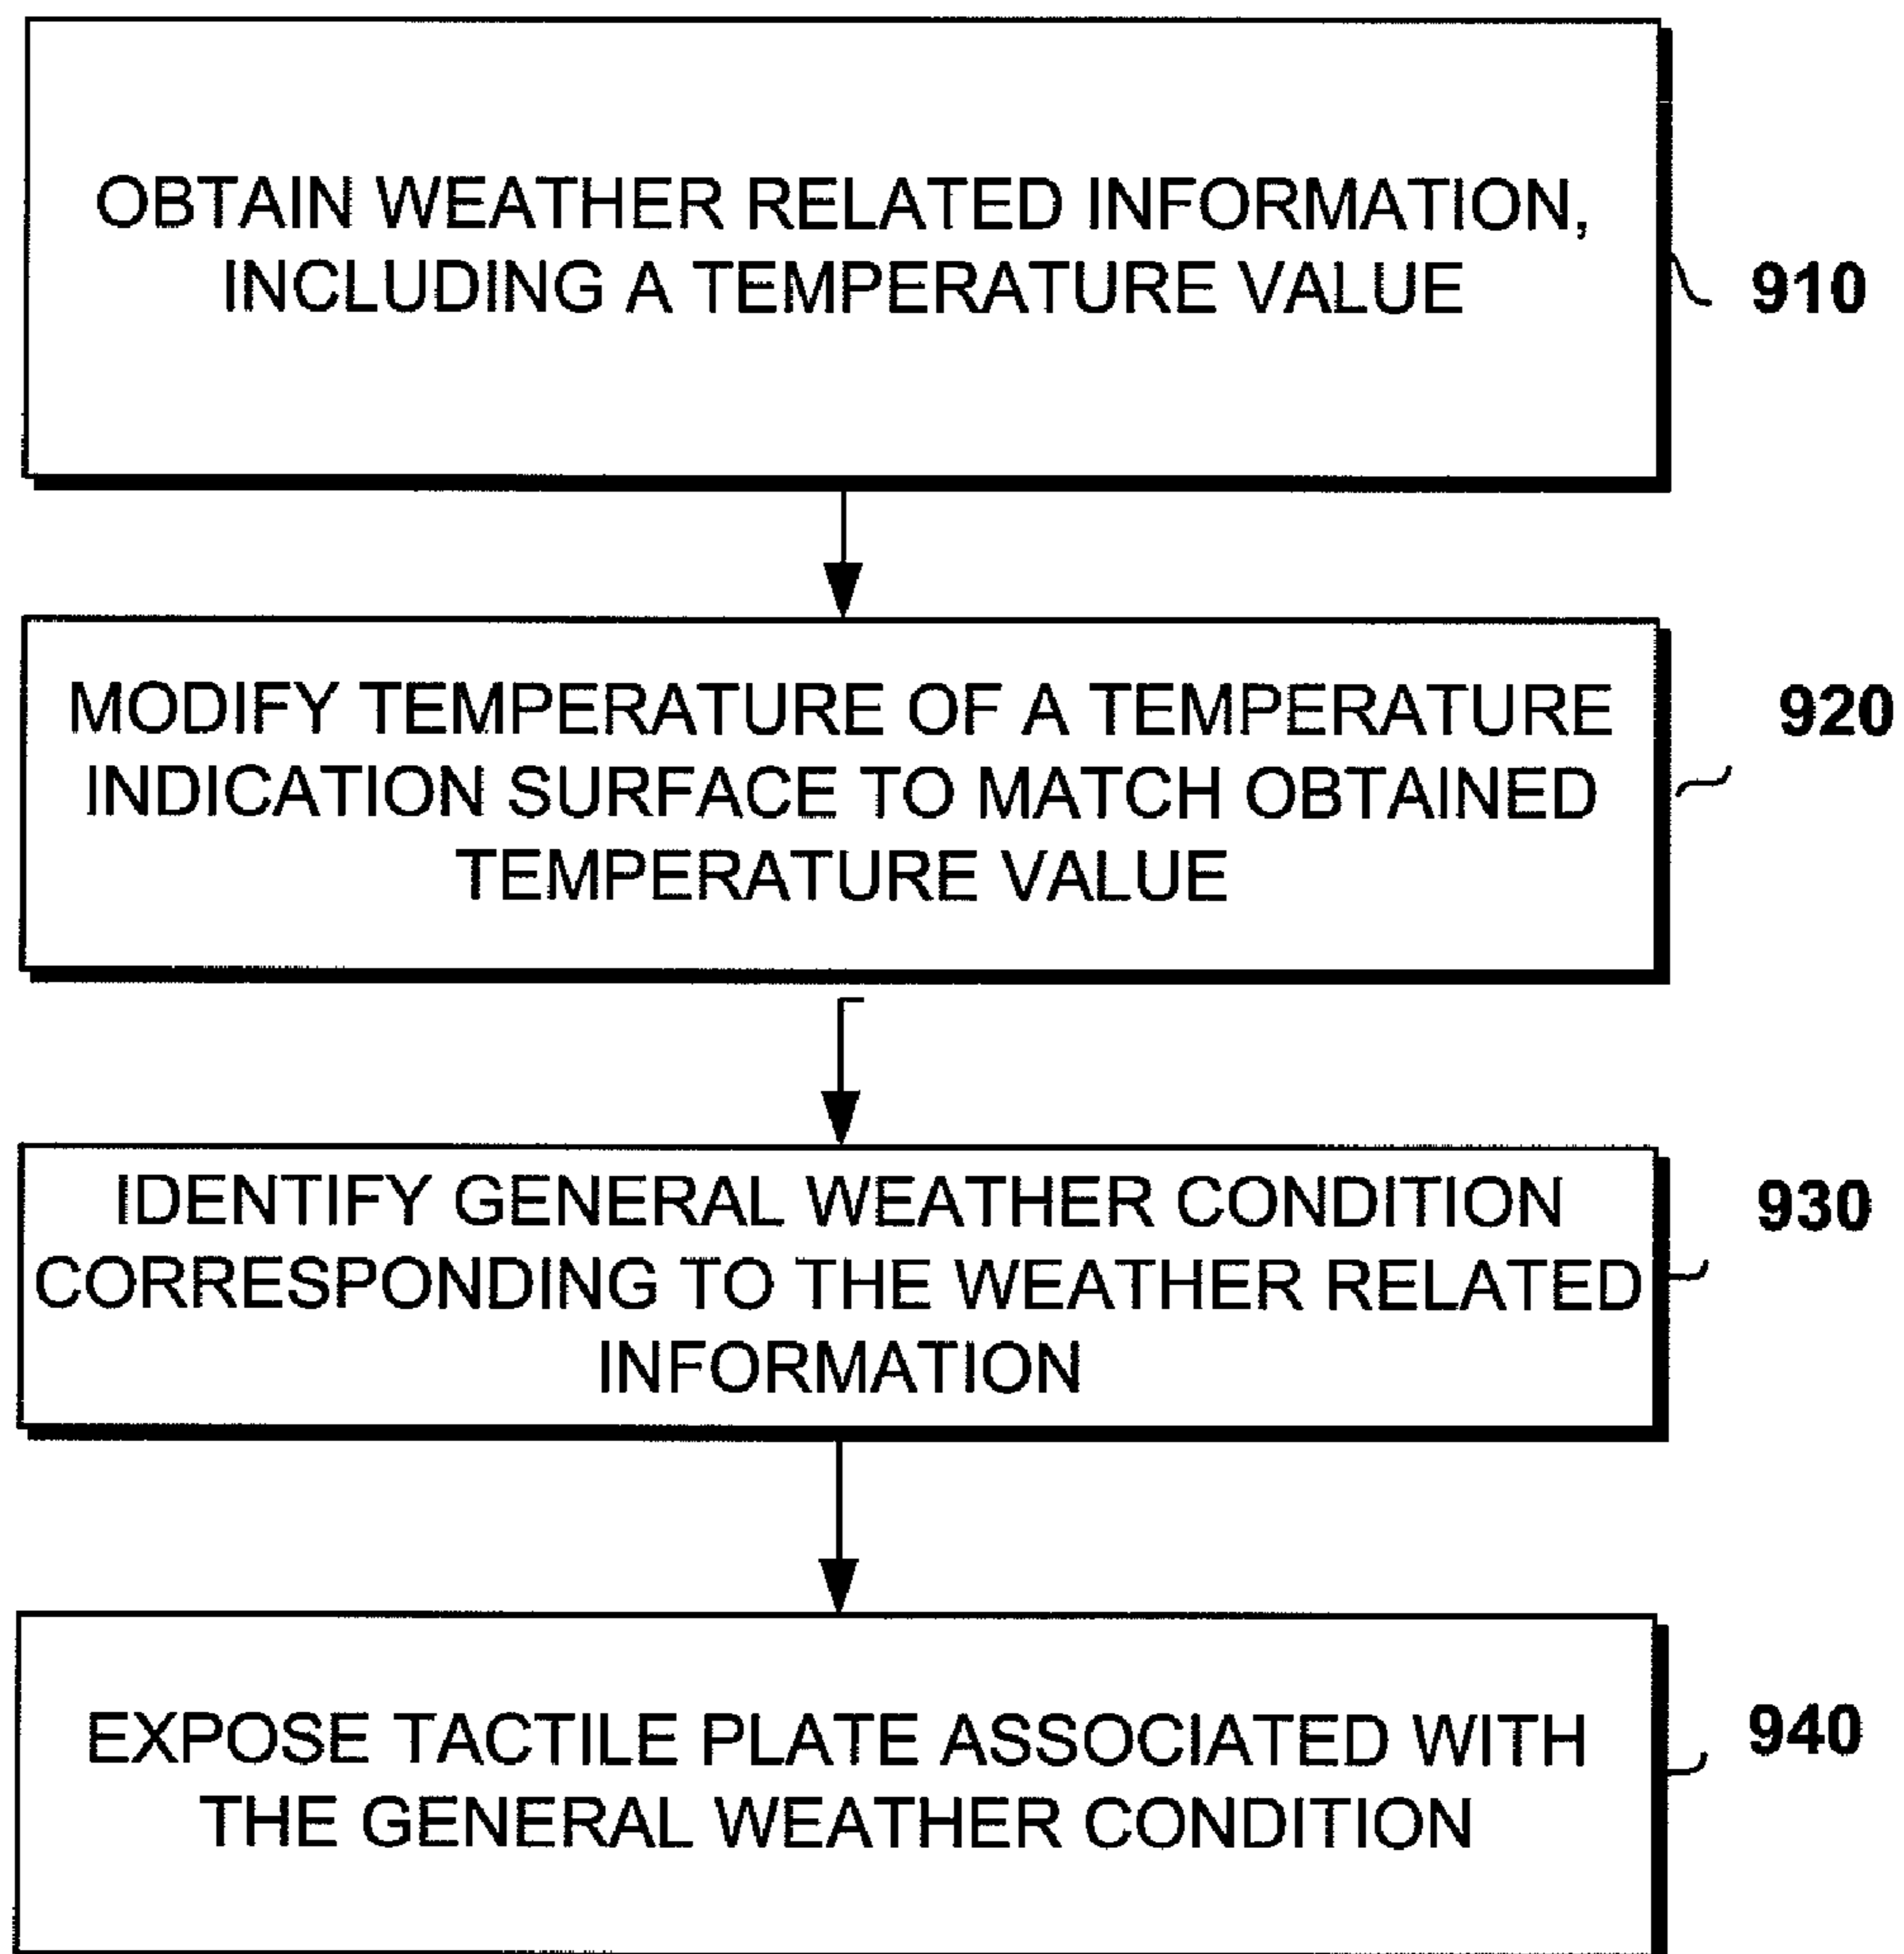 OBTAIN WEATHER RELATED INFORMATION,
INCLUDING A TEMPERATURE VALUE
910
MODIFY TEMPERATURE OF A TEMPERATURE
INDICATION SURFACE TO MATCH OBTAINED
TEMPERATURE VALUE
920
IDENTIFY GENERAL WEATHER CONDITION
CORRESPONDING TO THE WEATHER RELATED
INFORMATION
930
EXPOSE TACTILE PLATE ASSOCIATED WITH
THE GENERAL WEATHER CONDITION
940